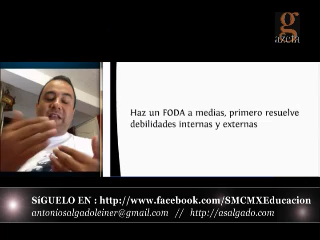 g
gazeta
Haz un FODA a medias, primero resuelve
debilidades internas y externas
SíGUELO EN : http://www.facebook.com/SMCMXEducacion
antoniosalgadoleiner@gmail.com // http://asalgado.com